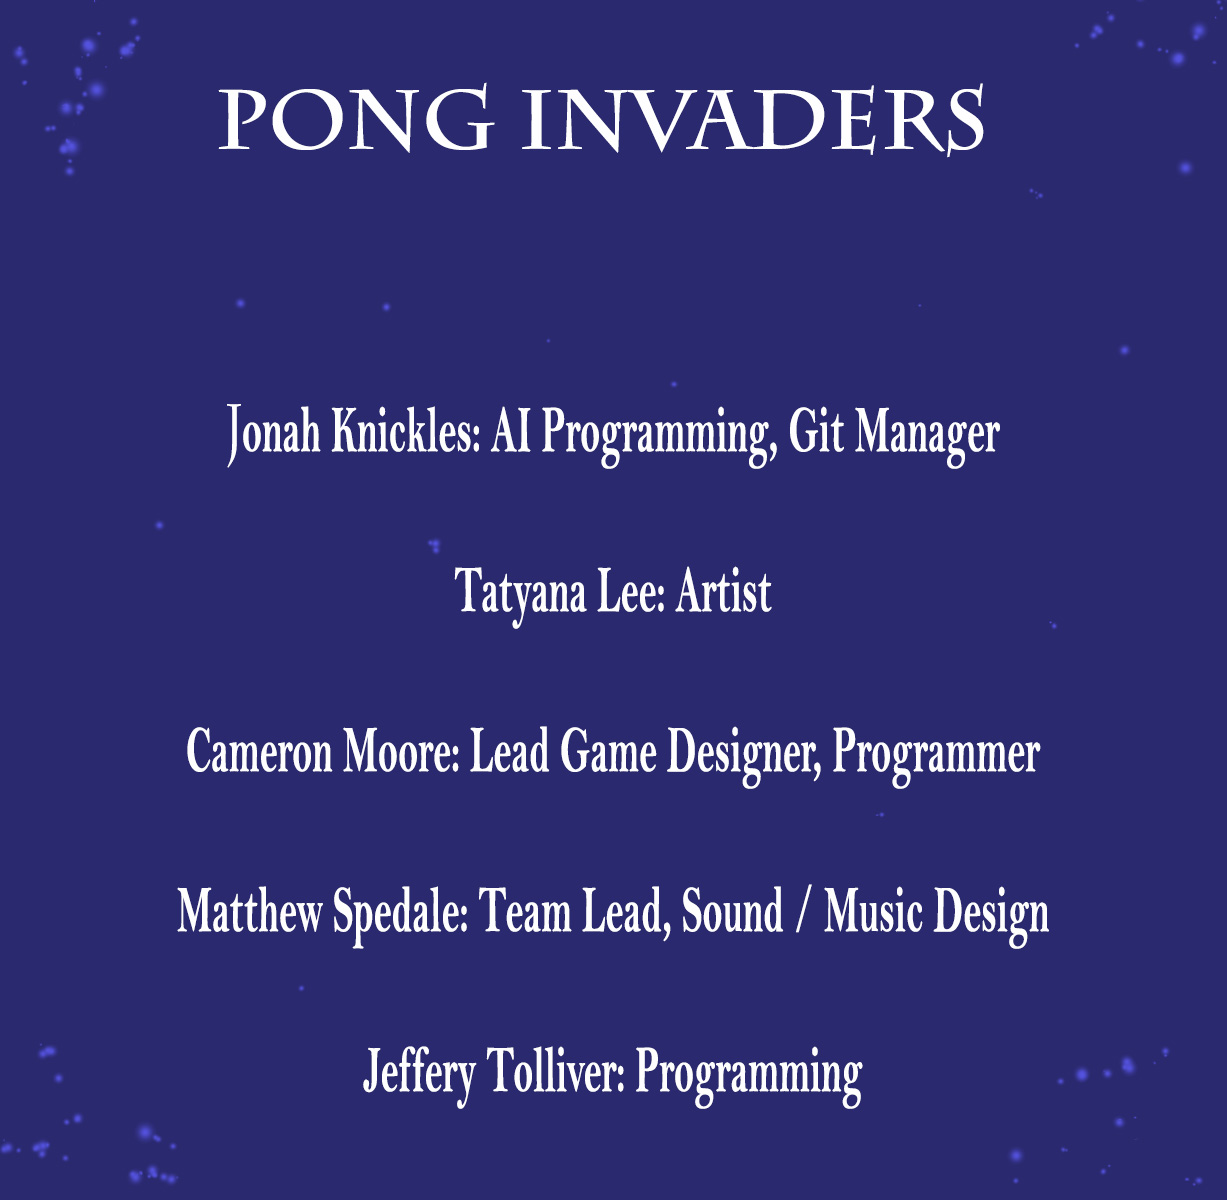 PONG INVADERS
Jonah Knickles: AI Programming, Git Manager
Tatyana Lee: Artist
Cameron Moore: Lead Game Designer, Programmer
Matthew Spedale: Team Lead, Sound / Music Design
Jeffery Tolliver: Programming